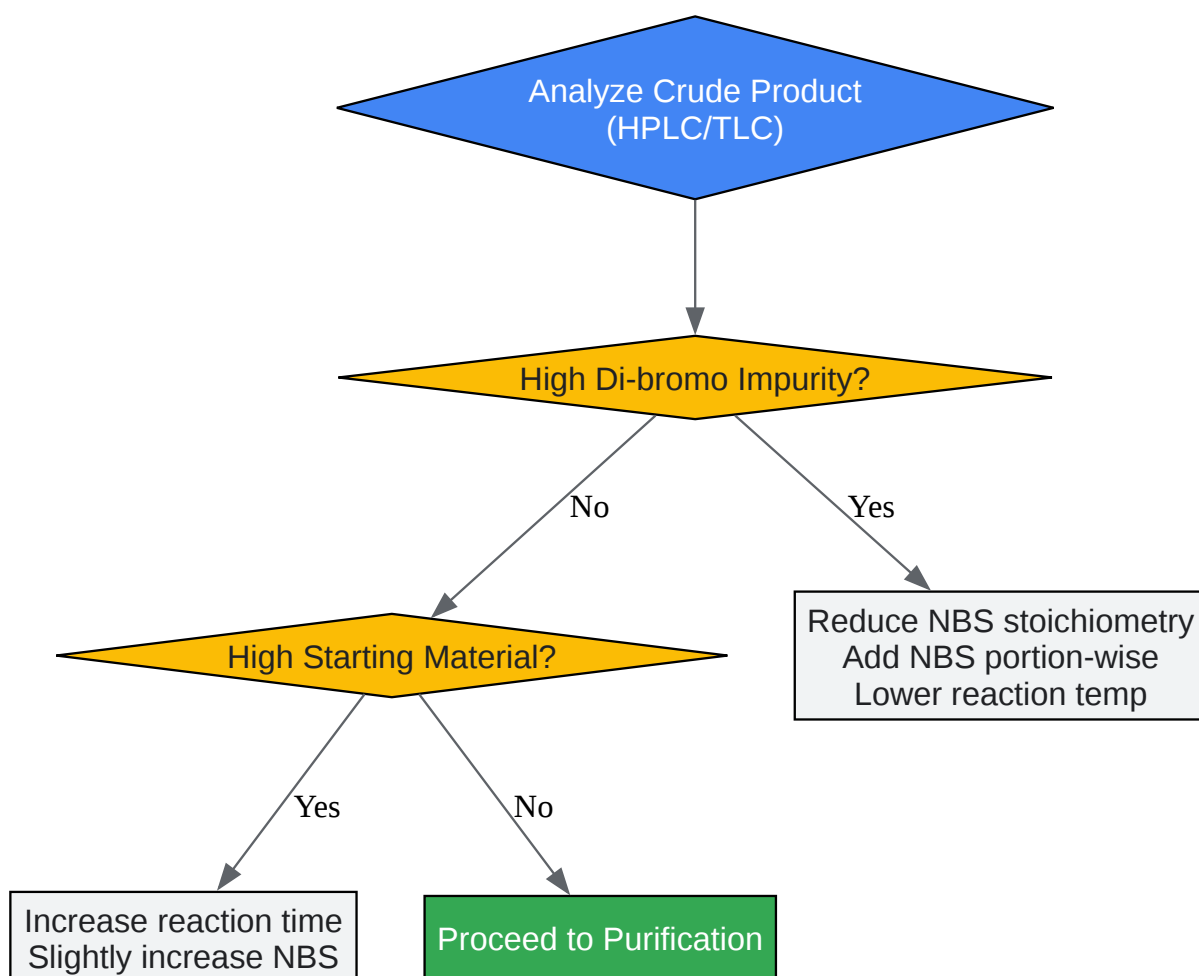 Analyze Crude Product
(HPLC/TLC)
High Di-bromo Impurity?
No
Yes
Reduce NBS stoichiometry
Add NBS portion-wise
Lower reaction temp
High Starting Material?
Yes
No
Increase reaction time
Slightly increase NBS
Proceed to Purification